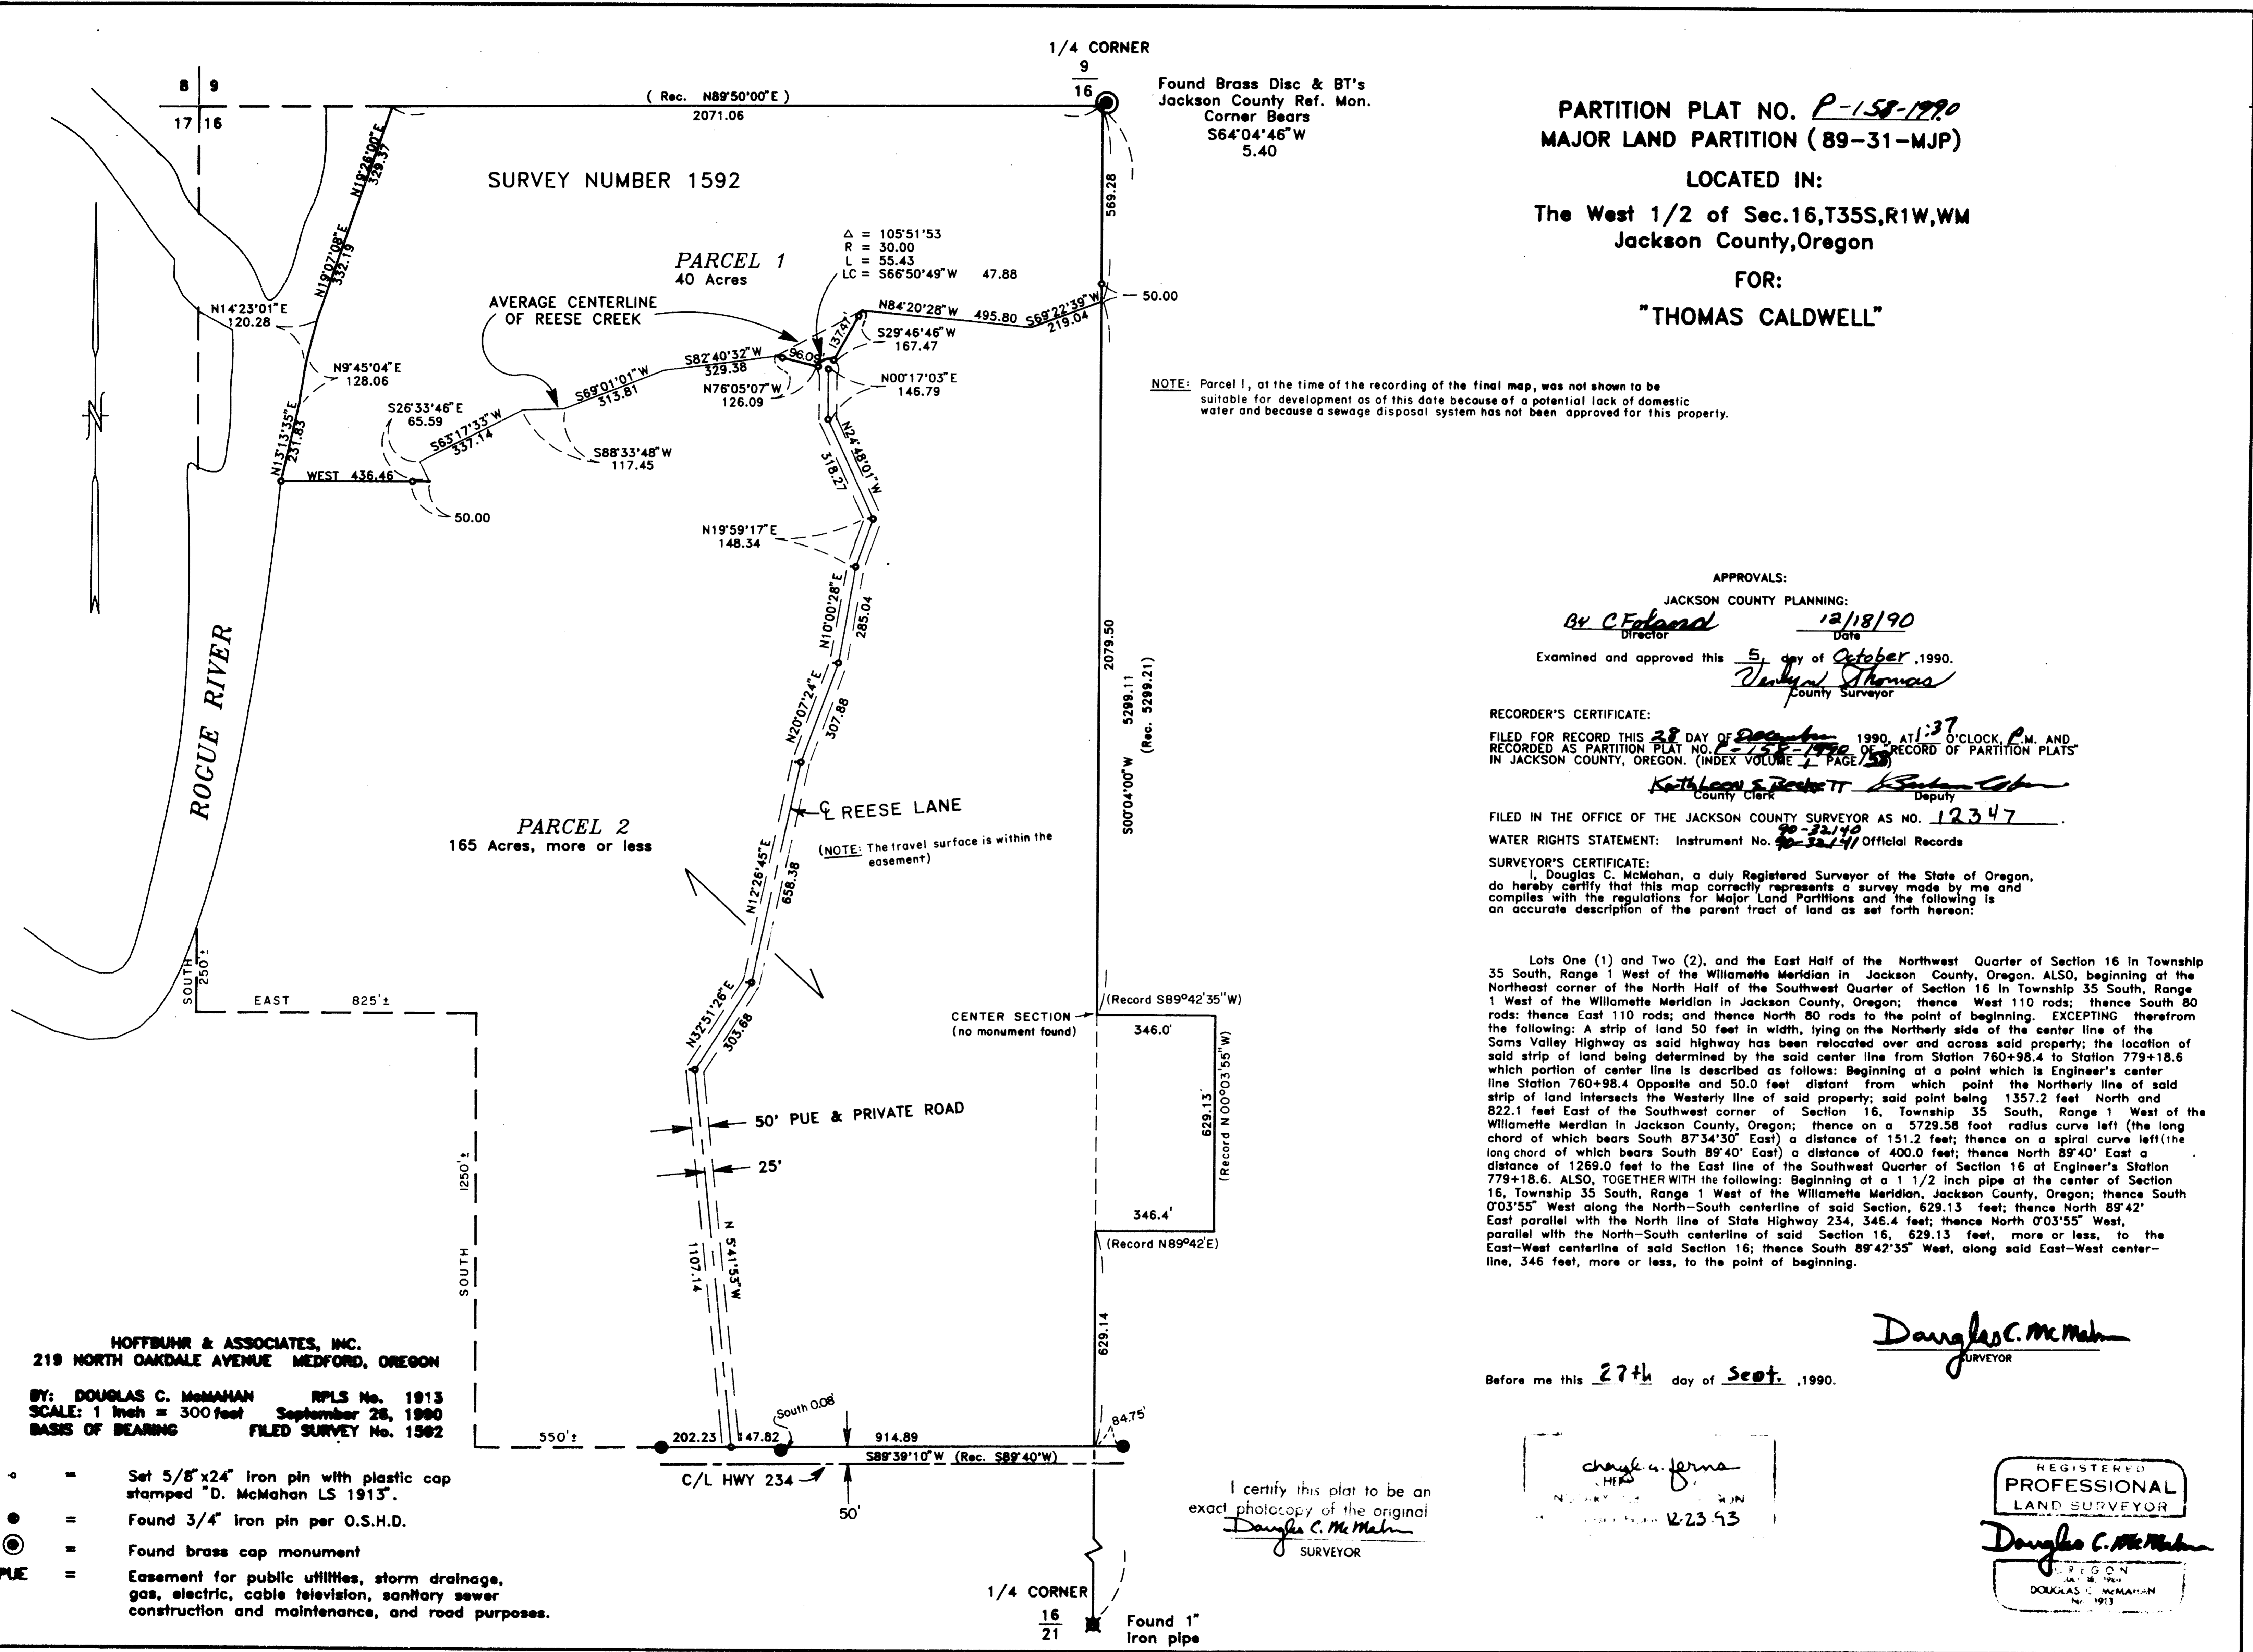 PARTITION PLAT NO. P-158-1990
MAJOR LAND PARTITION (89-31-MJP)
LOCATED IN:
The West 1/2 of Sec.16,T35S,R1W,WM
Jackson County,Oregon
FOR:
"THOMAS CALDWELL"
1/4 CORNER
9
16
Found Brass Disc & BT's
Jackson County Ref. Mon.
Corner Bears
S64°04'46"W
5.40
8 9
17 16
( Rec. N89°50'00"E )
2071.06
SURVEY NUMBER 1592
N19°26'00"E
329.37
N19°07'08"E
332.19
N14°23'01"E
120.28
N9°45'04"E
128.06
N13°13'35"E
231.83
WEST 436.46
50.00
S26°33'46"E
65.59
S63°17'33"W
337.14
S88°33'48"W
117.45
S69°01'01"W
313.81
S82°40'32"W
329.38
AVERAGE CENTERLINE
OF REESE CREEK
PARCEL 1
40 Acres
Δ = 105°51'53
R = 30.00
L = 55.43
LC = S66°50'49"W 47.88
N84°20'28"W 495.80
S69°22'39"W
219.04
50.00
569.28
137.47
S29°46'46"W
167.47
96.09
N76°05'07"W
126.09
N00°17'03"E
146.79
N24°48'01"W
318.27
N19°59'17"E
148.34
N10°00'28"E
285.04
N20°07'24"E
307.88
N12°26'45"E
658.38
N32°51'26"E
303.68
N 5°41'53"W
1107.14
2079.50
S00°04'00"W 5299.11
(Rec. 5299.21)
NOTE: Parcel 1, at the time of the recording of the final map, was not shown to be
suitable for development as of this date because of a potential lack of domestic
water and because a sewage disposal system has not been approved for this property.
ROGUE RIVER
PARCEL 2
165 Acres, more or less
℄ REESE LANE
(NOTE: The travel surface is within the
easement)
SOUTH
250'±
EAST 825'±
SOUTH 1250'±
550'±
50' PUE & PRIVATE ROAD
25'
CENTER SECTION
(no monument found)
(Record S89°42'35"W)
346.0'
629.13'
(Record N00°03'55"W)
346.4'
(Record N89°42'E)
629.14
84.75'
South 0.08'
202.23 147.82 914.89
S89°39'10"W (Rec. S89°40'W)
C/L HWY 234
50'
1/4 CORNER
16
21
Found 1"
iron pipe
APPROVALS:
JACKSON COUNTY PLANNING:
By C Foland 12/18/90
Director Date
Examined and approved this 5, day of October ,1990.
Verlyn Thomas
County Surveyor
RECORDER'S CERTIFICATE:
FILED FOR RECORD THIS 28 DAY OF December 1990, AT 1:37 O'CLOCK, P.M. AND
RECORDED AS PARTITION PLAT NO. P-158-1990 OF "RECORD OF PARTITION PLATS"
IN JACKSON COUNTY, OREGON. (INDEX VOLUME 1 PAGE 158)
Kathleen S. Beckett
County Clerk Deputy
FILED IN THE OFFICE OF THE JACKSON COUNTY SURVEYOR AS NO. 12347 .
90-32140
WATER RIGHTS STATEMENT: Instrument No. 90-32141 Official Records
SURVEYOR'S CERTIFICATE:
I, Douglas C. McMahan, a duly Registered Surveyor of the State of Oregon,
do hereby certify that this map correctly represents a survey made by me and
complies with the regulations for Major Land Partitions and the following is
an accurate description of the parent tract of land as set forth hereon:
Lots One (1) and Two (2), and the East Half of the Northwest Quarter of Section 16 in Township
35 South, Range 1 West of the Willamette Meridian in Jackson County, Oregon. ALSO, beginning at the
Northeast corner of the North Half of the Southwest Quarter of Section 16 in Township 35 South, Range
1 West of the Willamette Meridian in Jackson County, Oregon; thence West 110 rods; thence South 80
rods: thence East 110 rods; and thence North 80 rods to the point of beginning. EXCEPTING therefrom
the following: A strip of land 50 feet in width, lying on the Northerly side of the center line of the
Sams Valley Highway as said highway has been relocated over and across said property; the location of
said strip of land being determined by the said center line from Station 760+98.4 to Station 779+18.6
which portion of center line is described as follows: Beginning at a point which is Engineer's center
line Station 760+98.4 Opposite and 50.0 feet distant from which point the Northerly line of said
strip of land intersects the Westerly line of said property; said point being 1357.2 feet North and
822.1 feet East of the Southwest corner of Section 16, Township 35 South, Range 1 West of the
Willamette Merdian in Jackson County, Oregon; thence on a 5729.58 foot radius curve left (the long
chord of which bears South 87°34'30" East) a distance of 151.2 feet; thence on a spiral curve left(the
long chord of which bears South 89°40' East) a distance of 400.0 feet; thence North 89°40' East a
distance of 1269.0 feet to the East line of the Southwest Quarter of Section 16 at Engineer's Station
779+18.6. ALSO, TOGETHER WITH the following: Beginning at a 1 1/2 inch pipe at the center of Section
16, Township 35 South, Range 1 West of the Willamette Meridian, Jackson County, Oregon; thence South
0°03'55" West along the North-South centerline of said Section, 629.13 feet; thence North 89°42'
East parallel with the North line of State Highway 234, 346.4 feet; thence North 0°03'55" West,
parallel with the North-South centerline of said Section 16, 629.13 feet, more or less, to the
East-West centerline of said Section 16; thence South 89°42'35" West, along said East-West center-
line, 346 feet, more or less, to the point of beginning.
Douglas C. McMahan
SURVEYOR
Before me this 27th day of Sept. ,1990.
12-23-93
REGISTERED
PROFESSIONAL
LAND SURVEYOR
Douglas C. McMahan
OREGON
DOUGLAS C. McMAHAN
No. 1913
I certify this plat to be an
exact photocopy of the original
Douglas C. McMahan
SURVEYOR
HOFFBUHR & ASSOCIATES, INC.
219 NORTH OAKDALE AVENUE MEDFORD, OREGON
BY: DOUGLAS C. McMAHAN RPLS No. 1913
SCALE: 1 inch = 300 feet September 26, 1990
BASIS OF BEARING FILED SURVEY No. 1592
= Set 5/8"x24" iron pin with plastic cap
stamped "D. McMahan LS 1913".
= Found 3/4" iron pin per O.S.H.D.
= Found brass cap monument
PUE = Easement for public utilities, storm drainage,
gas, electric, cable television, sanitary sewer
construction and maintenance, and road purposes.